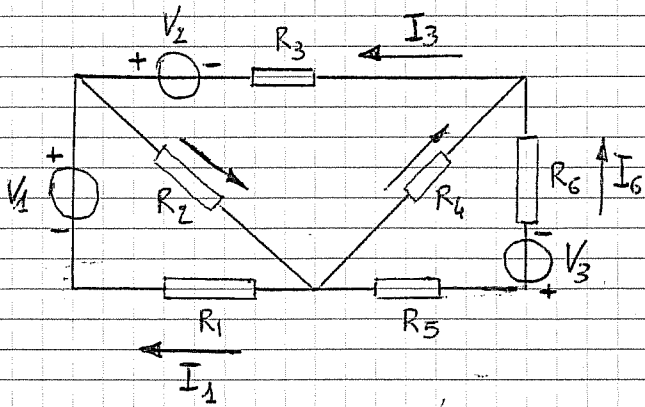 V2
+ -
R3
I3
+
V1
-
R2
R4
R6
I6
-
V3
+
R1
R5
I1